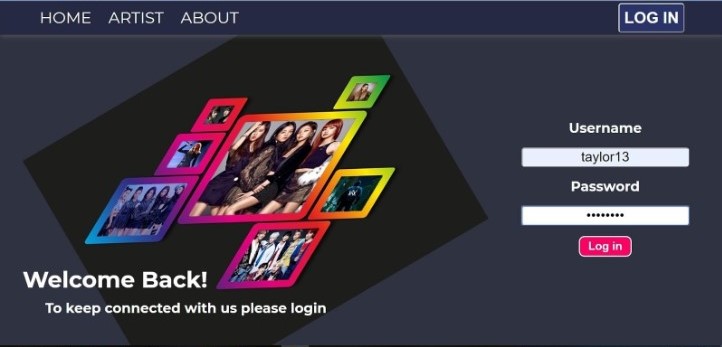 HOME ARTIST ABOUT LOG IN
Username
taylor13
Password
••••••••
Log in
Welcome Back!
To keep connected with us please login